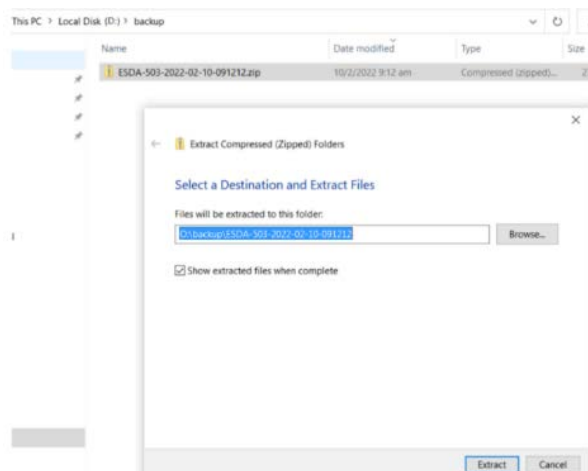 This PC > Local Disk (D:) > backup
Name Date modified Type Size
ESDA-503-2022-02-10-091212.zip 10/2/2022 9:12 am Compressed (zipped)... 2
Extract Compressed (Zipped) Folders
Select a Destination and Extract Files
Files will be extracted to this folder:
D:\backup\ESDA-503-2022-02-10-091212 Browse...
Show extracted files when complete
Extract Cancel